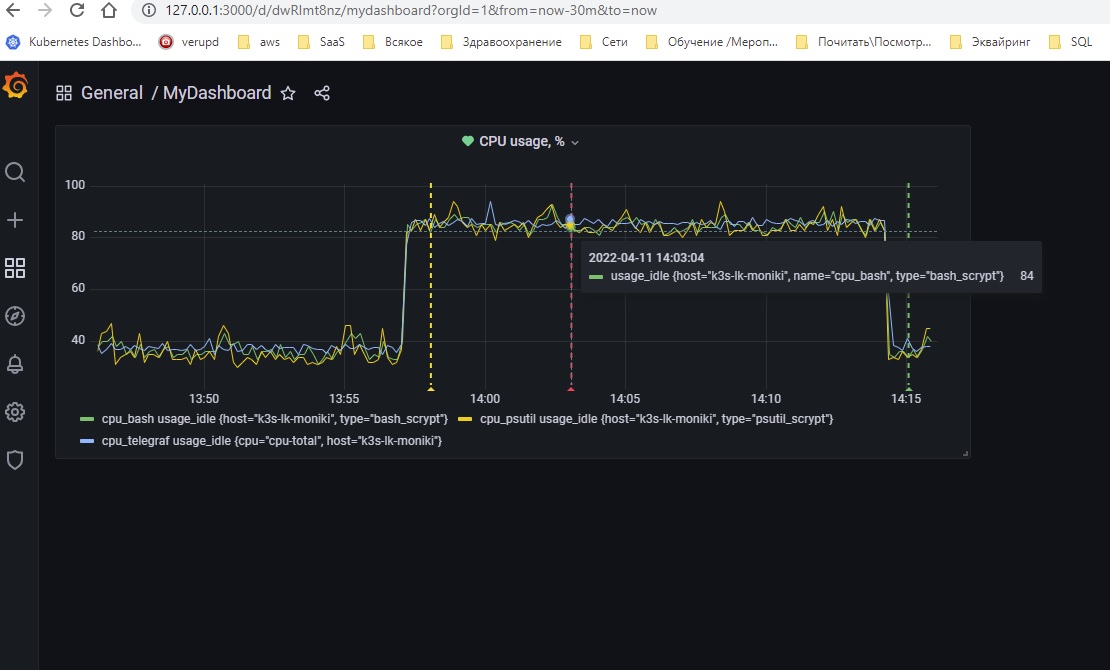 127.0.0.1:3000/d/dwRlmt8nz/mydashboard?orgId=1&from=now-30m&to=now
Kubernetes Dashbo... verupd aws SaaS Всякое Здравоохранение Сети Обучение /Мероп... Почитать\Посмотр... Эквайринг SQL
General / MyDashboard
CPU usage, %
100
80
60
40
2022-04-11 14:03:04
usage_idle {host="k3s-lk-moniki", name="cpu_bash", type="bash_scrypt"} 84
13:50 13:55 14:00 14:05 14:10 14:15
cpu_bash usage_idle {host="k3s-lk-moniki", type="bash_scrypt"} cpu_psutil usage_idle {host="k3s-lk-moniki", type="psutil_scrypt"}
cpu_telegraf usage_idle {cpu="cpu-total", host="k3s-lk-moniki"}